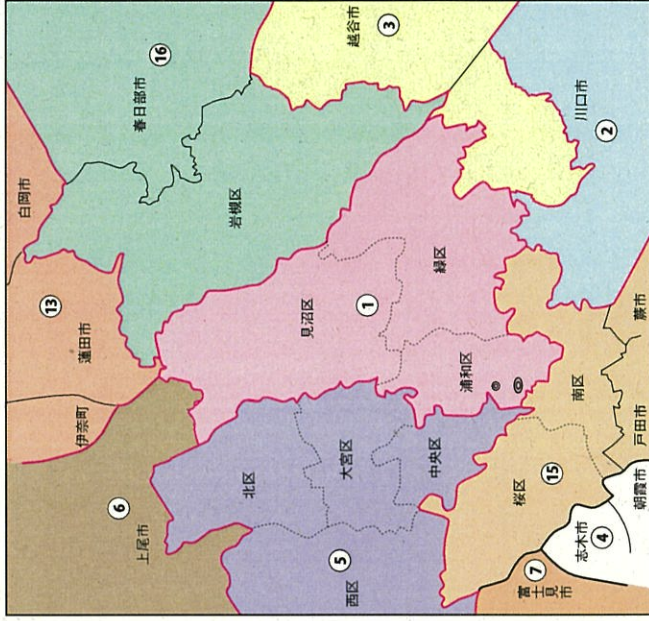 白岡市
⑬
蓮田市
伊奈町
春日部市
⑯
越谷市
③
⑥
上尾市
岩槻区
見沼区
①
緑区
川口市
②
北区
大宮区
中央区
浦和区
⑤
西区
桜区
⑮
南区
蕨市
戸田市
⑦
富士見市
志木市
④
朝霞市